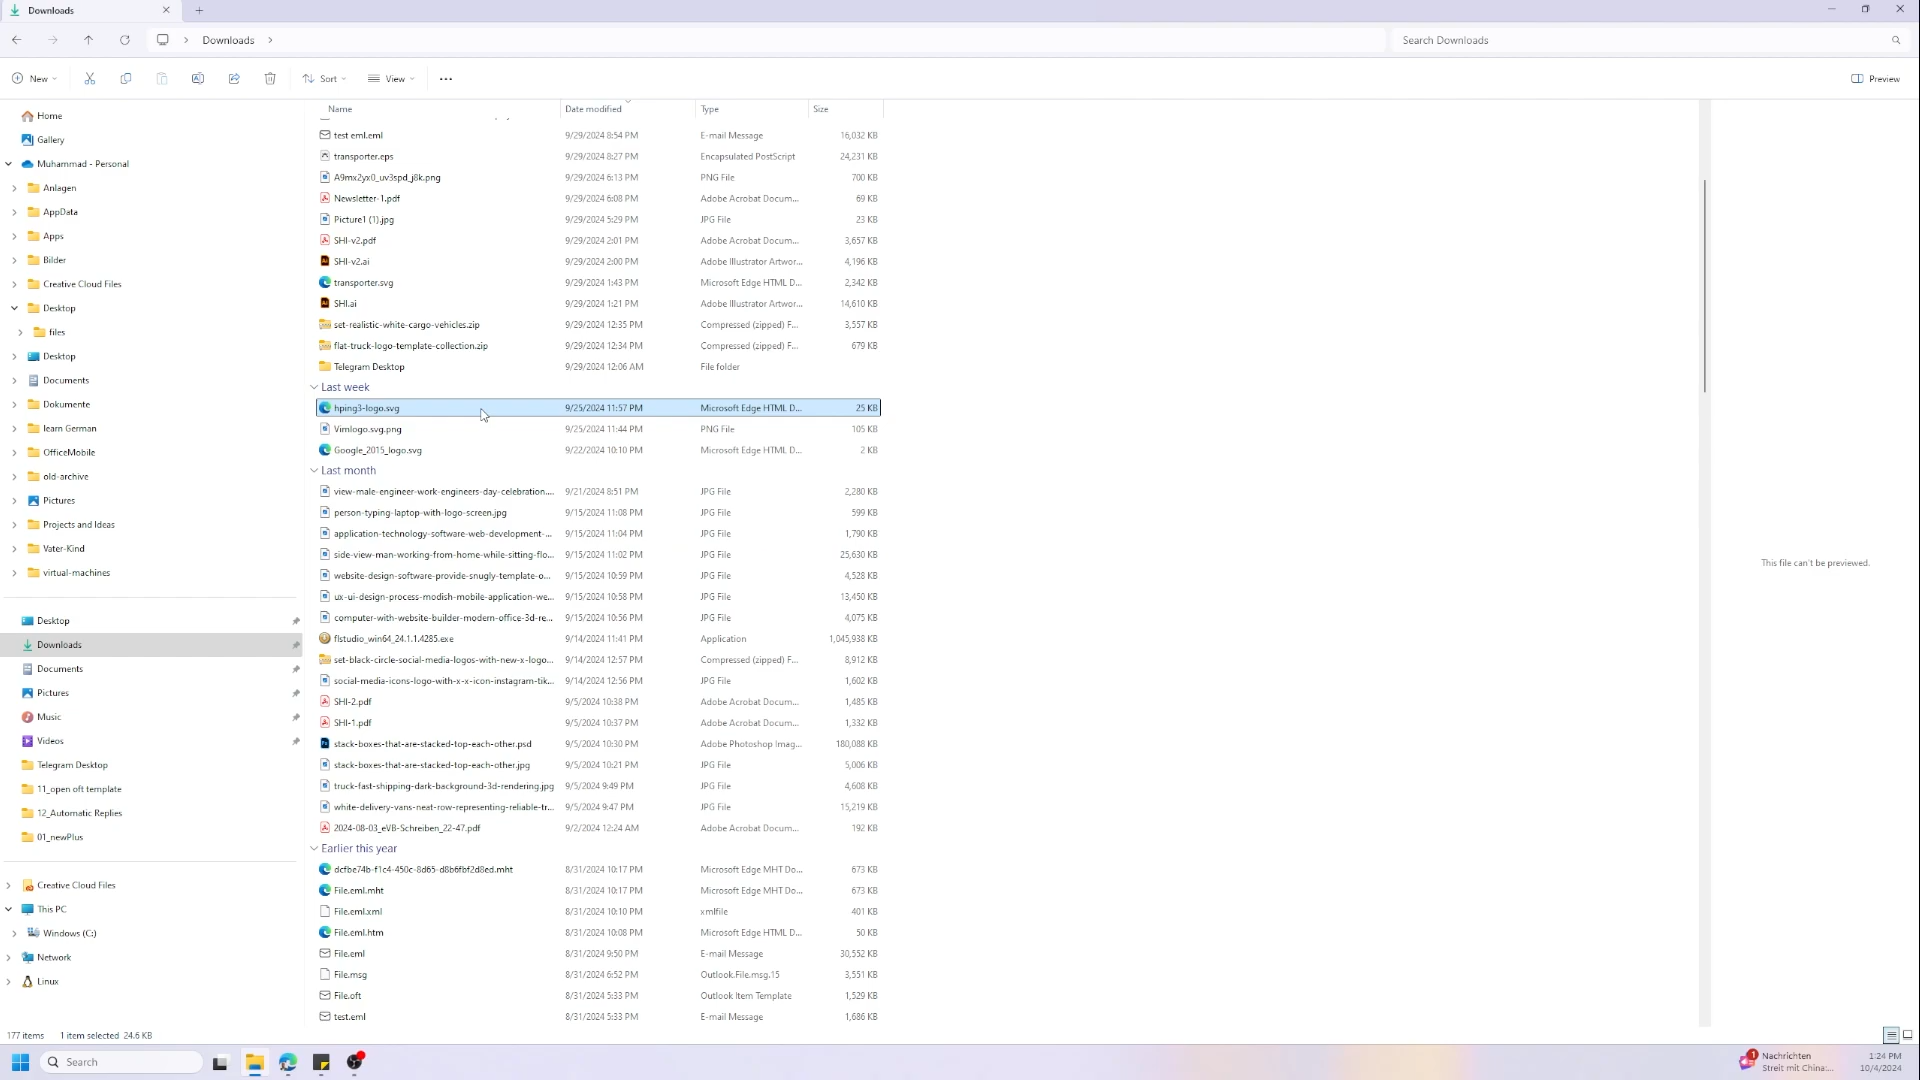 Downloads
Downloads
Search Downloads
New
Sort
View
Preview
Name Date modified Type Size
test eml.eml 9/29/2024 8:54 PM E-mail Message 16,032 KB
transporter.eps 9/29/2024 8:27 PM Encapsulated PostScript 24,231 KB
A9mx2yx0_uv3spd_j8k.png 9/29/2024 6:13 PM PNG File 700 KB
Newsletter-1.pdf 9/29/2024 6:08 PM Adobe Acrobat Docum... 69 KB
Picture1 (1).jpg 9/29/2024 5:29 PM JPG File 23 KB
SHI-v2.pdf 9/29/2024 2:01 PM Adobe Acrobat Docum... 3,657 KB
SHI-v2.ai 9/29/2024 2:00 PM Adobe Illustrator Artwor... 4,196 KB
transporter.svg 9/29/2024 1:43 PM Microsoft Edge HTML D... 2,342 KB
SHI.ai 9/29/2024 1:21 PM Adobe Illustrator Artwor... 14,610 KB
set-realistic-white-cargo-vehicles.zip 9/29/2024 12:35 PM Compressed (zipped) F... 3,557 KB
flat-truck-logo-template-collection.zip 9/29/2024 12:34 PM Compressed (zipped) F... 679 KB
Telegram Desktop 9/29/2024 12:06 AM File folder
Last week
hping3-logo.svg 9/25/2024 11:57 PM Microsoft Edge HTML D... 25 KB
Vimlogo.svg.png 9/25/2024 11:44 PM PNG File 105 KB
Google_2015_logo.svg 9/22/2024 10:10 PM Microsoft Edge HTML D... 2 KB
Last month
view-male-engineer-work-engineers-day-celebration.... 9/21/2024 8:51 PM JPG File 2,280 KB
person-typing-laptop-with-logo-screen.jpg 9/15/2024 11:08 PM JPG File 599 KB
application-technology-software-web-development-... 9/15/2024 11:04 PM JPG File 1,790 KB
side-view-man-working-from-home-while-sitting-flo... 9/15/2024 11:02 PM JPG File 25,630 KB
website-design-software-provide-snugly-template-o... 9/15/2024 10:59 PM JPG File 4,528 KB
ux-ui-design-process-modish-mobile-application-we... 9/15/2024 10:58 PM JPG File 13,450 KB
computer-with-website-builder-modern-office-3d-re... 9/15/2024 10:56 PM JPG File 4,075 KB
flstudio_win64_24.1.1.4285.exe 9/14/2024 11:41 PM Application 1,045,938 KB
set-black-circle-social-media-logos-with-new-x-logo... 9/14/2024 12:57 PM Compressed (zipped) F... 8,912 KB
social-media-icons-logo-with-x-x-icon-instagram-tik... 9/14/2024 12:56 PM JPG File 1,602 KB
SHI-2.pdf 9/5/2024 10:38 PM Adobe Acrobat Docum... 1,485 KB
SHI-1.pdf 9/5/2024 10:37 PM Adobe Acrobat Docum... 1,332 KB
stack-boxes-that-are-stacked-top-each-other.psd 9/5/2024 10:30 PM Adobe Photoshop Imag... 180,088 KB
stack-boxes-that-are-stacked-top-each-other.jpg 9/5/2024 10:21 PM JPG File 5,006 KB
truck-fast-shipping-dark-background-3d-rendering.jpg 9/5/2024 9:49 PM JPG File 4,608 KB
white-delivery-vans-neat-row-representing-reliable-tr... 9/5/2024 9:47 PM JPG File 15,219 KB
2024-08-03_eVB-Schreiben_22-47.pdf 9/2/2024 12:24 AM Adobe Acrobat Docum... 192 KB
Earlier this year
dcfbe74b-f1c4-450c-8d65-d8b6fbf2d8ed.mht 8/31/2024 10:17 PM Microsoft Edge MHT Do... 673 KB
File.eml.mht 8/31/2024 10:17 PM Microsoft Edge MHT Do... 673 KB
File.eml.xml 8/31/2024 10:10 PM xmlfile 401 KB
File.eml.htm 8/31/2024 10:08 PM Microsoft Edge HTML D... 50 KB
File.eml 8/31/2024 9:50 PM E-mail Message 30,552 KB
File.msg 8/31/2024 6:52 PM Outlook.File.msg.15 3,551 KB
File.oft 8/31/2024 5:33 PM Outlook Item Template 1,529 KB
test.eml 8/31/2024 5:33 PM E-mail Message 1,686 KB
Home
Gallery
Muhammad - Personal
Anlagen
AppData
Apps
Bilder
Creative Cloud Files
Desktop
files
Desktop
Documents
Dokumente
learn German
OfficeMobile
old-archive
Pictures
Projects and Ideas
Vater-Kind
virtual-machines
Desktop
Downloads
Documents
Pictures
Music
Videos
Telegram Desktop
11_open oft template
12_Automatic Replies
01_newPlus
Creative Cloud Files
This PC
Windows (C:)
Network
Linux
This file can't be previewed.
177 items 1 item selected 24.6 KB
Search
1
Nachrichten
Streit mit China:...
1:24 PM
10/4/2024